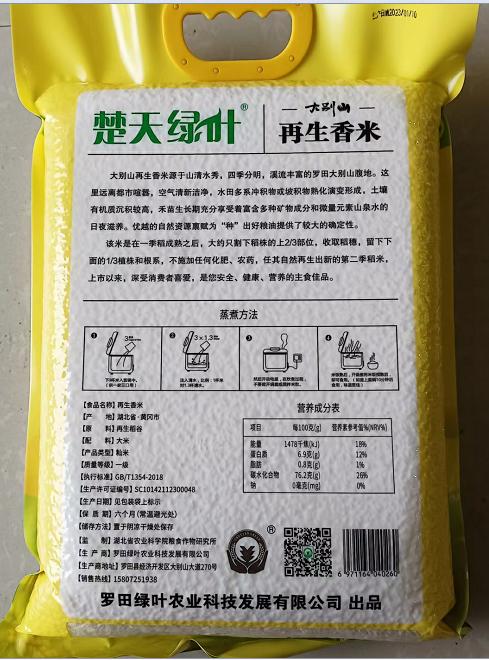 2023/01/10
楚天绿叶®
大别山
再生香米
大别山再生香米源于山清水秀，四季分明，溪流丰富的罗田大别山腹地。这
里远离都市喧嚣，空气清新洁净，水田多系冲积物或坡积物熟化演变形成，土壤
有机质沉积较高，禾苗生长期充分享受着富含多种矿物成分和微量元素山泉水的
日夜滋养。优越的自然资源禀赋为“种”出好粮油提供了较大的确定性。
该米是在一季稻成熟之后，大约只割下稻株的上2/3部位，收取稻穗，留下下
面的1/3植株和根系，不施加任何化肥、农药，任其自然再生出新的第二季稻米，
上市以来，深受消费者喜爱，是您安全、健康、营养的主食佳品。
蒸煮方法
❶ 3
❷ 3×1.3
❸
❹
【食品名称】再生香米
【产　　地】湖北省·黄冈市
【原　　料】再生稻谷
【配　　料】大米
【产品类型】籼米
【质量等级】一级
【执行标准】GB/T1354-2018
【生产许可证编号】SC10142112300048
【生产日期】见包装袋上标示
【保 质 期】六个月（常温避光处）
【储存方法】置于阴凉干燥处保存
【监　　制】湖北省农业科学院粮食作物研究所
【生 产 商】罗田绿叶农业科技发展有限公司
【生产商地址】罗田县经济开发区大别山大道270号
【销售热线】15807251938
营养成分表
项目: 每100克(g) 营养素参考值%(NRV%)
能量 1478千焦(kJ) 18%
蛋白质 6.9克(g) 12%
脂肪 0.8克(g) 1%
碳水化合物 76.2克(g) 26%
钠 0毫克(mg) 0%
®
6 971164 040260
罗田绿叶农业科技发展有限公司 出品